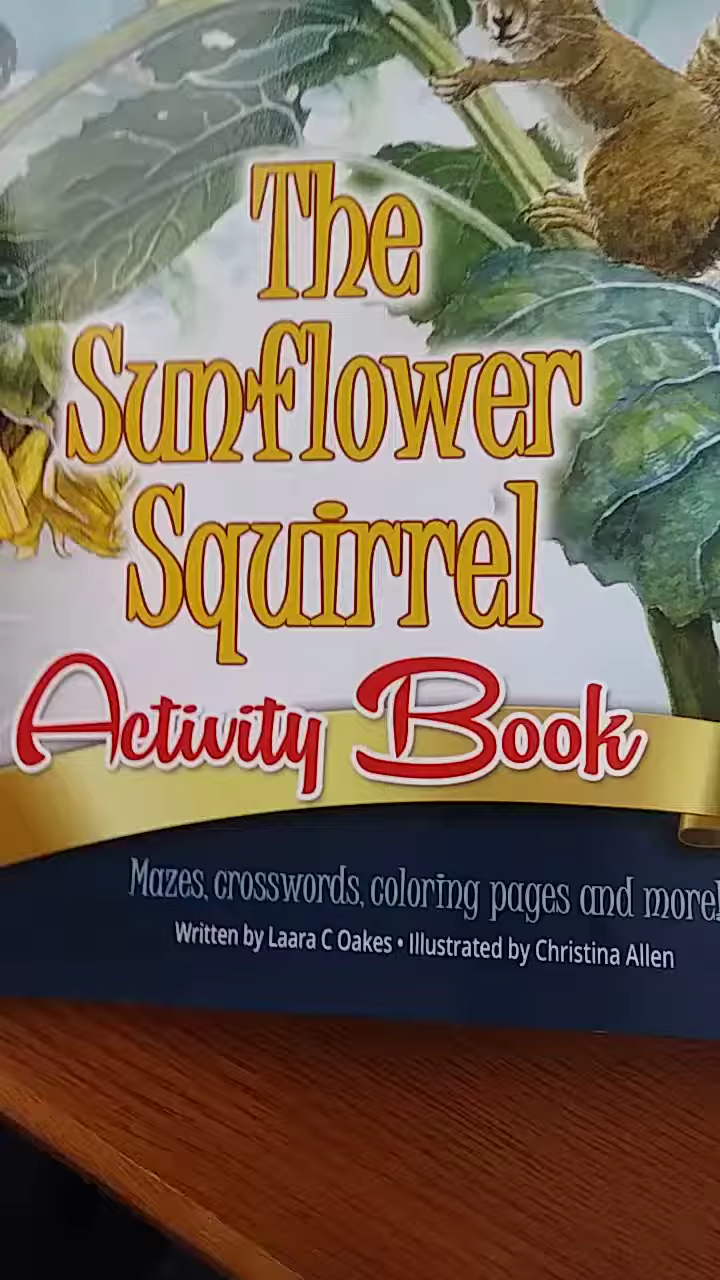 The
Sunflower
Squirrel
Activity Book
Mazes, crosswords, coloring pages and more!
Written by Laara C Oakes • Illustrated by Christina Allen